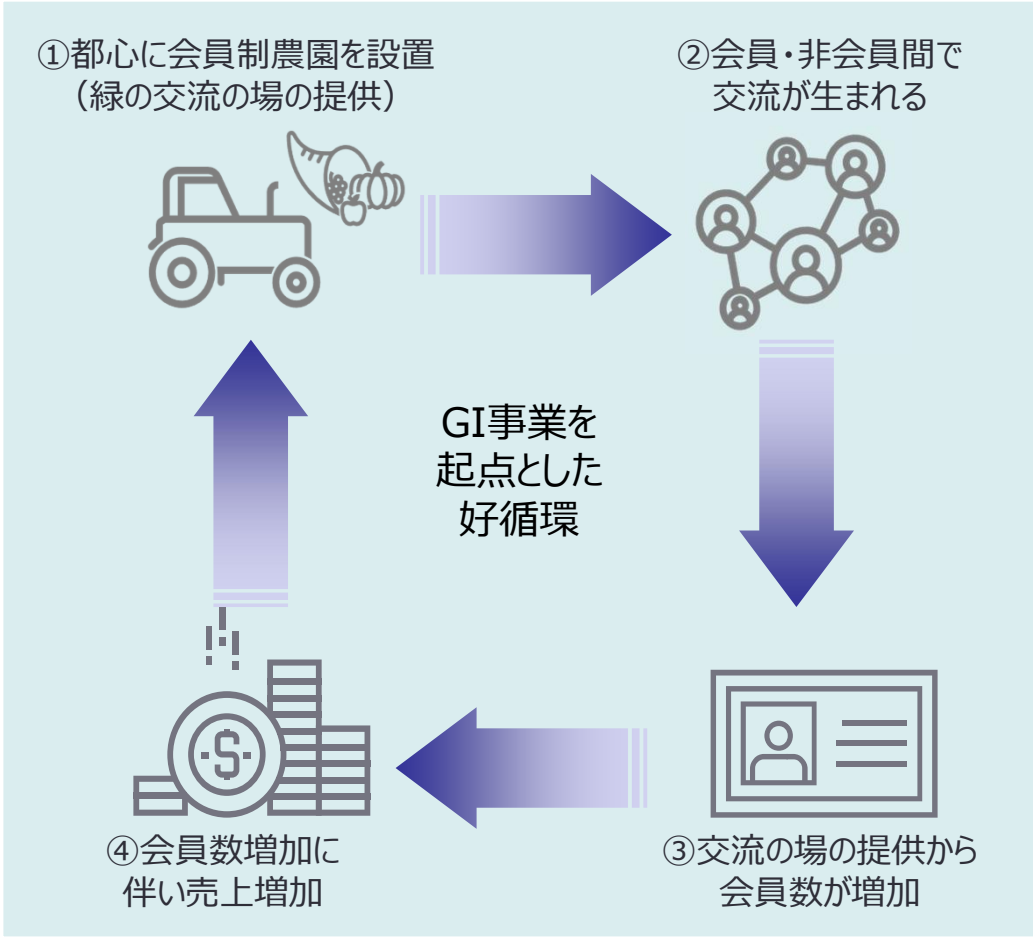 ①都心に会員制農園を設置
（緑の交流の場の提供）
②会員・非会員間で
交流が生まれる
GI事業を
起点とした
好循環
③交流の場の提供から
会員数が増加
④会員数増加に
伴い売上増加